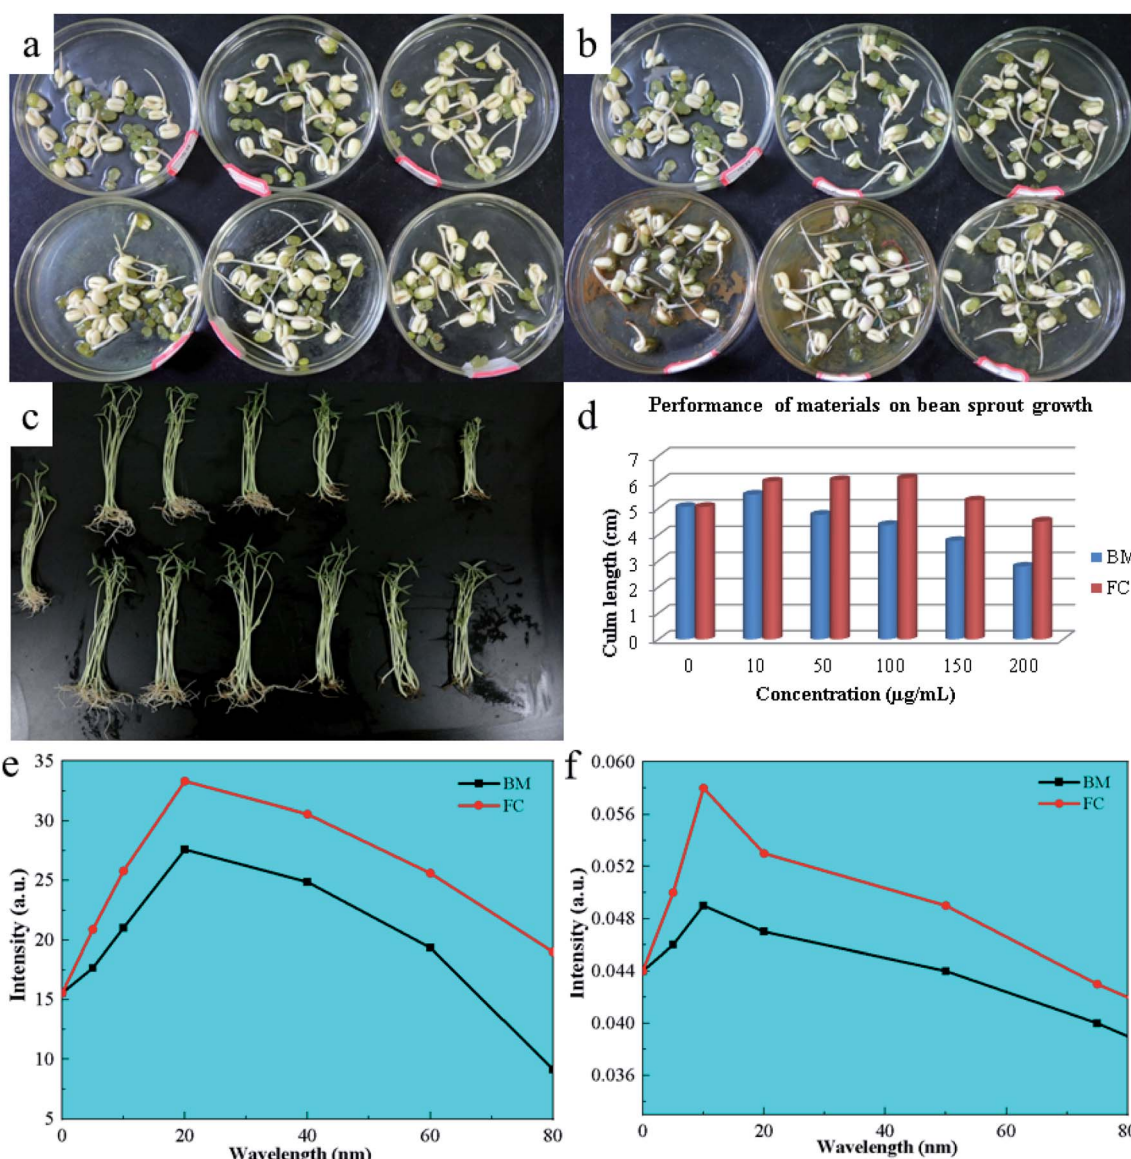 a
b
c
d
Performance of materials on bean sprout growth
7
6
5
4
3
2
1
0
Culm length (cm)
0 10 50 100 150 200
Concentration (µg/mL)
BM
FC
e
35
30
25
20
15
10
5
Intensity (a.u.)
0 20 40 60 80
Wavelength (nm)
BM
FC
f
0.060
0.056
0.052
0.048
0.044
0.040
0.036
Intensity (a.u.)
0 20 40 60 80
Wavelength (nm)
BM
FC